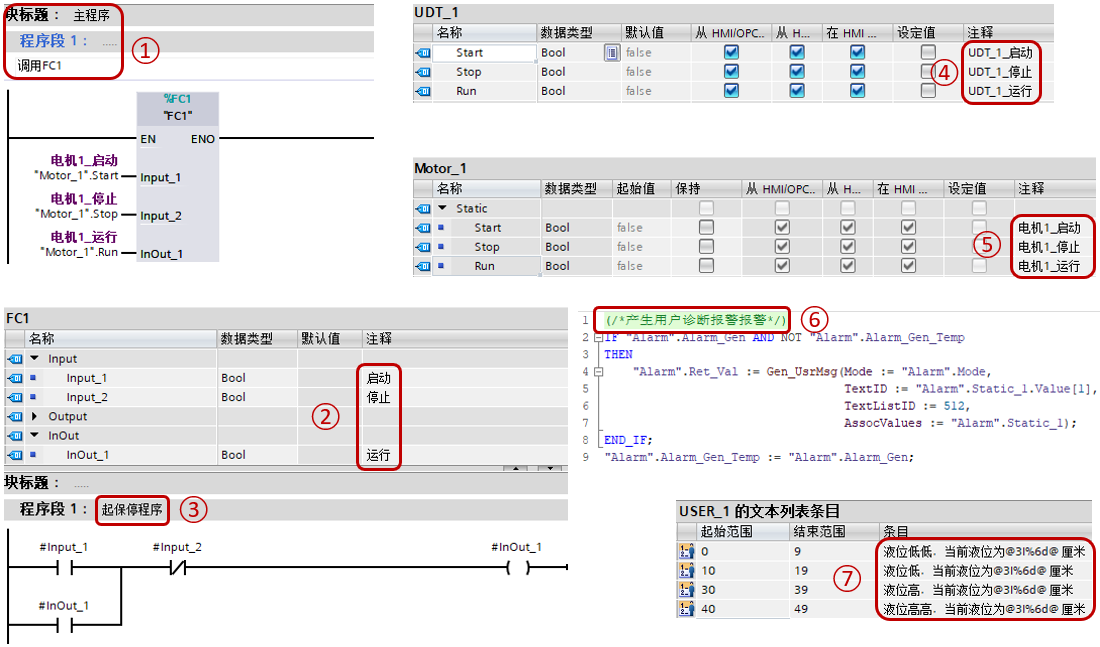 块标题： 主程序
程序段 1： .....
调用FC1
①
%FC1
"FC1"
EN ENO
电机1_启动
"Motor_1".Start Input_1
电机1_停止
"Motor_1".Stop Input_2
电机1_运行
"Motor_1".Run InOut_1
UDT_1
名称 数据类型 默认值 从 HMI/OPC.. 从 H... 在 HMI ... 设定值 注释
Start Bool false UDT_1_启动
Stop Bool false UDT_1_停止
Run Bool false UDT_1_运行
④
Motor_1
名称 数据类型 起始值 保持 从 HMI/OPC.. 从 H... 在 HMI ... 设定值 注释
Static
Start Bool false 电机1_启动
Stop Bool false 电机1_停止
Run Bool false 电机1_运行
⑤
FC1
名称 数据类型 默认值 注释
Input
Input_1 Bool 启动
Input_2 Bool 停止
Output
InOut
InOut_1 Bool 运行
②
块标题： .....
程序段 1： 起保停程序
③
#Input_1 #Input_2 #InOut_1
#InOut_1
1 (/*产生用户诊断报警报警*/)
⑥
2 IF "Alarm".Alarm_Gen AND NOT "Alarm".Alarm_Gen_Temp
3 THEN
4 "Alarm".Ret_Val := Gen_UsrMsg(Mode := "Alarm".Mode,
5 TextID := "Alarm".Static_1.Value[1],
6 TextListID := 512,
7 AssocValues := "Alarm".Static_1);
8 END_IF;
9 "Alarm".Alarm_Gen_Temp := "Alarm".Alarm_Gen;
USER_1 的文本列表条目
起始范围 结束范围 条目
0 9 液位低低．当前液位为@3I%6d@ 厘米
10 19 液位低．当前液位为@3I%6d@ 厘米
30 39 液位高．当前液位为@3I%6d@ 厘米
40 49 液位高高．当前液位为@3I%6d@ 厘米
⑦